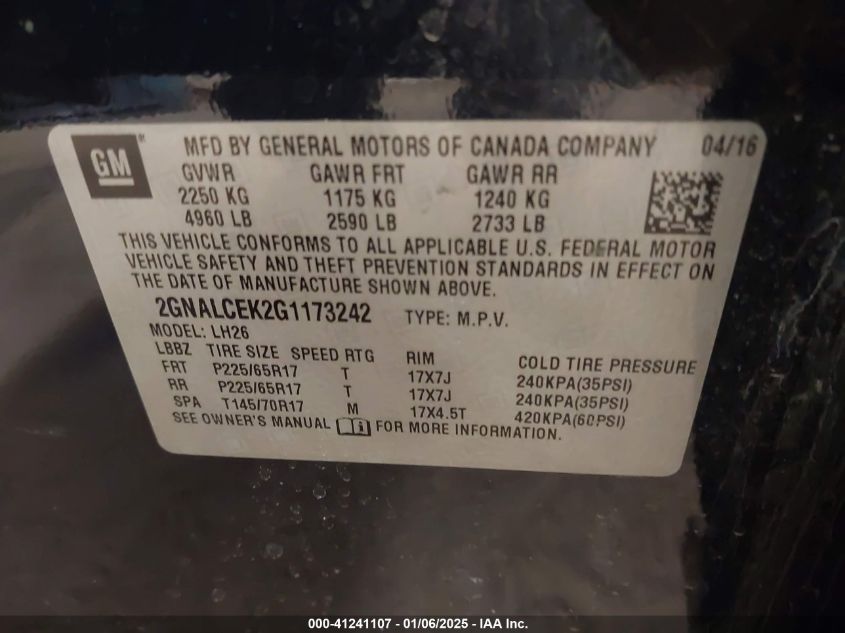 GM
MFD BY GENERAL MOTORS OF CANADA COMPANY 04/16
GVWR GAWR FRT GAWR RR
2250 KG 1175 KG 1240 KG
4960 LB 2590 LB 2733 LB
THIS VEHICLE CONFORMS TO ALL APPLICABLE U.S. FEDERAL MOTOR
VEHICLE SAFETY AND THEFT PREVENTION STANDARDS IN EFFECT ON
THE DATE OF MANUFACTURE SHOWN ABOVE.
2GNALCEK2G1173242 TYPE: M.P.V.
MODEL: LH26
LBBZ TIRE SIZE SPEED RTG RIM COLD TIRE PRESSURE
FRT P225/65R17 T 17X7J 240KPA(35PSI)
RR P225/65R17 T 17X7J 240KPA(35PSI)
SPA T145/70R17 M 17X4.5T 420KPA(60PSI)
SEE OWNER'S MANUAL FOR MORE INFORMATION.
000-41241107 - 01/06/2025 - IAA Inc.